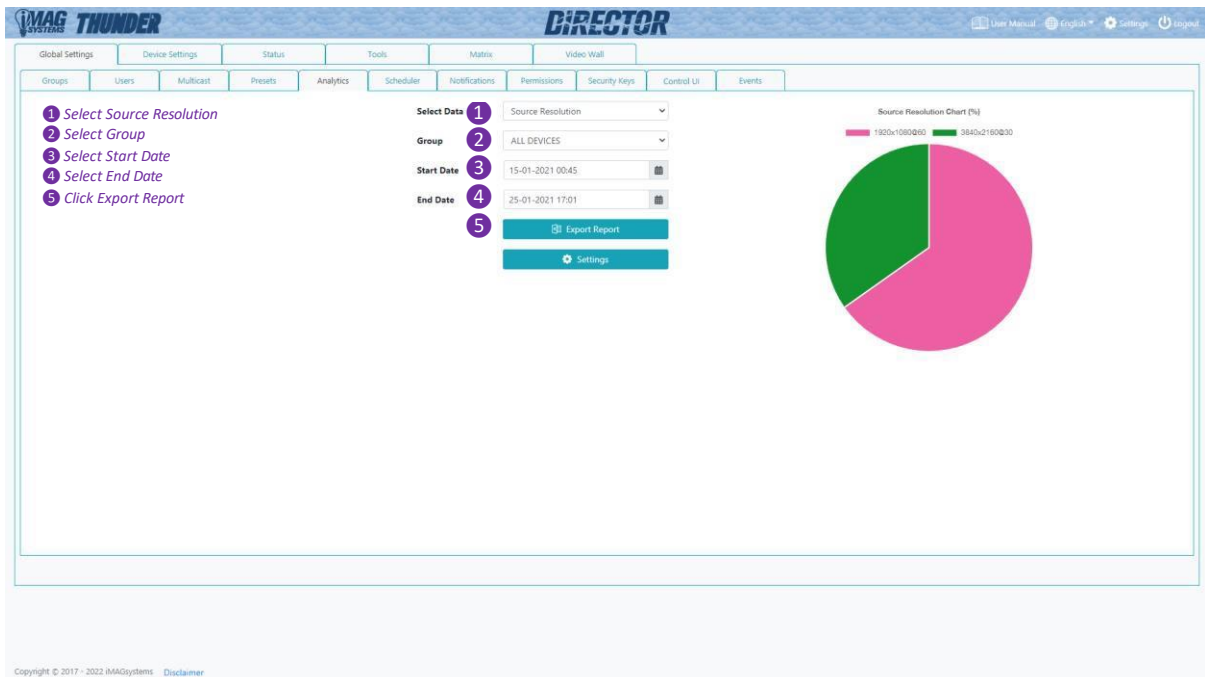 iMAG SYSTEMS THUNDER
DiRECTOR
User Manual English Settings Logout
Global Settings Device Settings Status Tools Matrix Video Wall
Groups Users Multicast Presets Analytics Scheduler Notifications Permissions Security Keys Control UI Events
1 Select Source Resolution
2 Select Group
3 Select Start Date
4 Select End Date
5 Click Export Report
Select Data 1 Source Resolution
Group 2 ALL DEVICES
Start Date 3 15-01-2021 00:45
End Date 4 25-01-2021 17:01
5 Export Report
Settings
Source Resolution Chart (%)
1920x1080@60 3840x2160@30
Copyright © 2017 - 2022 iMAGsystems Disclaimer